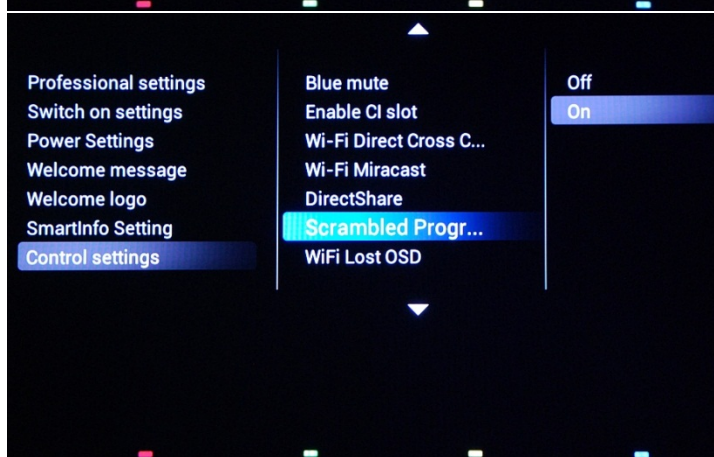 Professional settings
Switch on settings
Power Settings
Welcome message
Welcome logo
SmartInfo Setting
Control settings
Blue mute
Enable CI slot
Wi-Fi Direct Cross C...
Wi-Fi Miracast
DirectShare
Scrambled Progr...
WiFi Lost OSD
Off
On